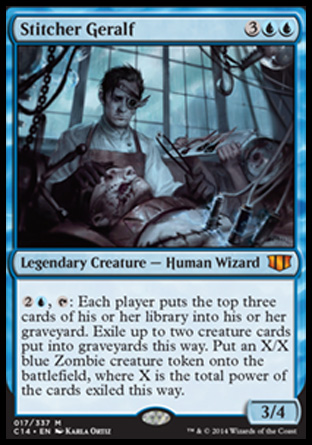 Stitcher Geralf 3
Legendary Creature — Human Wizard
2, : Each player puts the top three
cards of his or her library into his or her
graveyard. Exile up to two creature cards
put into graveyards this way. Put an X/X
blue Zombie creature token onto the
battlefield, where X is the total power of
the cards exiled this way.
3/4
017/337 M
C14 • EN KARLA ORTIZ ™ & © 2014 Wizards of the Coast